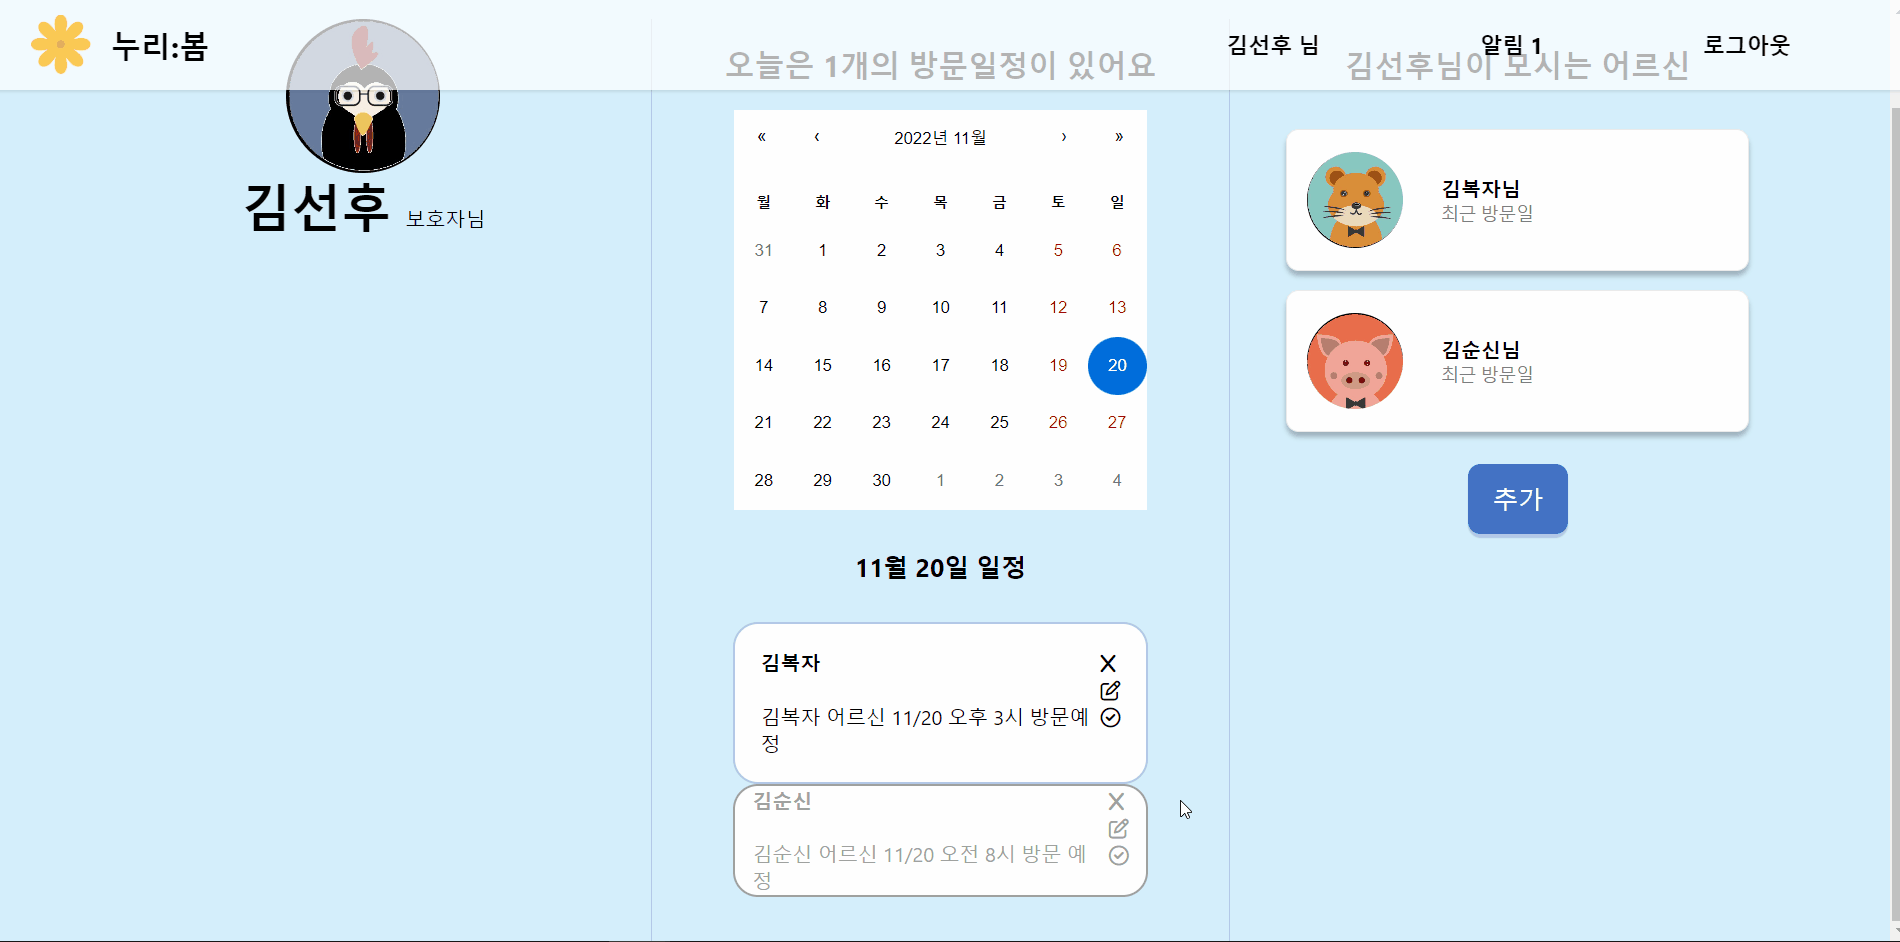 누리:봄
김선후 님
알림 1
로그아웃
김선후 보호자님
오늘은 1개의 방문일정이 있어요
« ‹ 2022년 11월 › »
월 화 수 목 금 토 일
31 1 2 3 4 5 6
7 8 9 10 11 12 13
14 15 16 17 18 19 20
21 22 23 24 25 26 27
28 29 30 1 2 3 4
11월 20일 일정
김복자
김복자 어르신 11/20 오후 3시 방문예
정
김순신
김순신 어르신 11/20 오전 8시 방문 예
정
김선후님이 모시는 어르신
김복자님
최근 방문일
김순신님
최근 방문일
추가